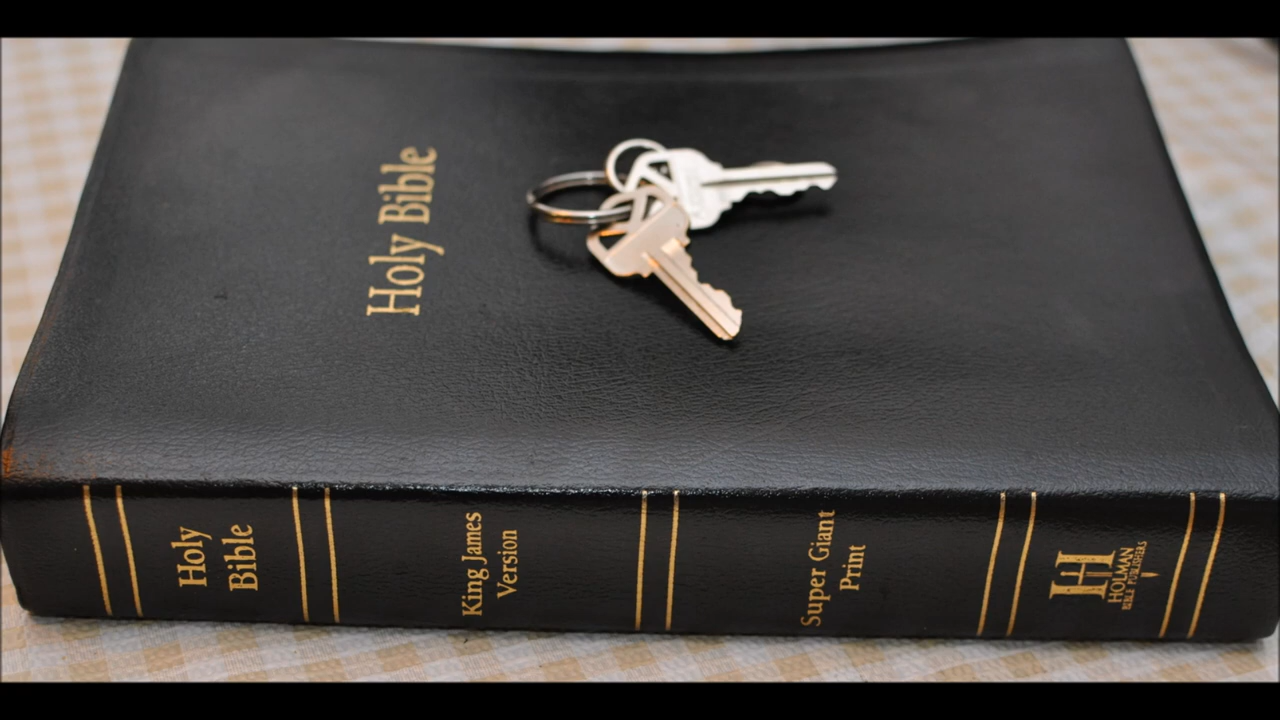 Holy Bible
Holy
Bible
King James
Version
Super Giant
Print
HOLMAN
BIBLE PUBLISHERS